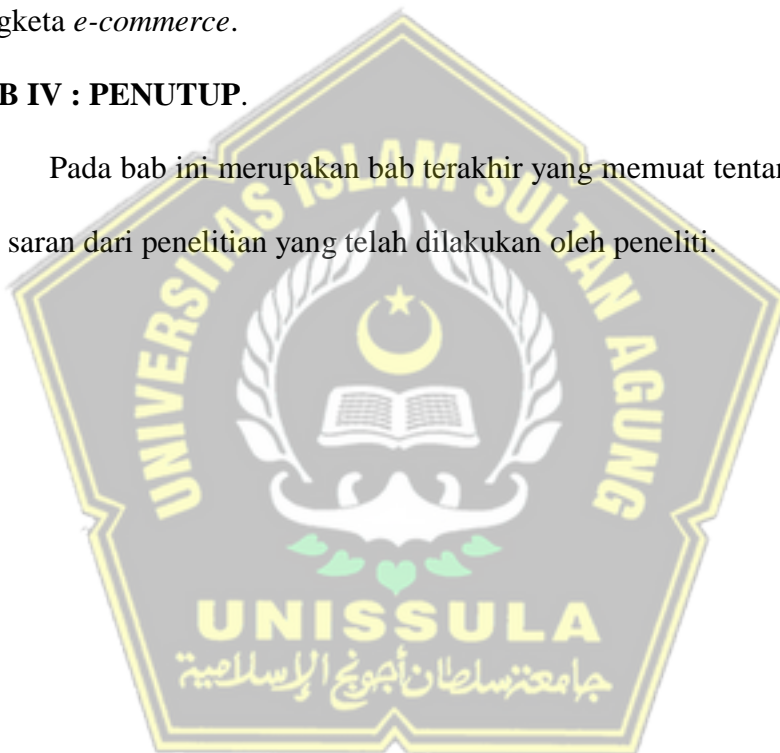 gketa e-commerce.
B IV : PENUTUP.
Pada bab ini merupakan bab terakhir yang memuat tentar
saran dari penelitian yang telah dilakukan oleh peneliti.
UNIVERSITAS ISLAM SULTAN AGUNG
UNISSULA
جامعة سلطان أجونج الإسلامية